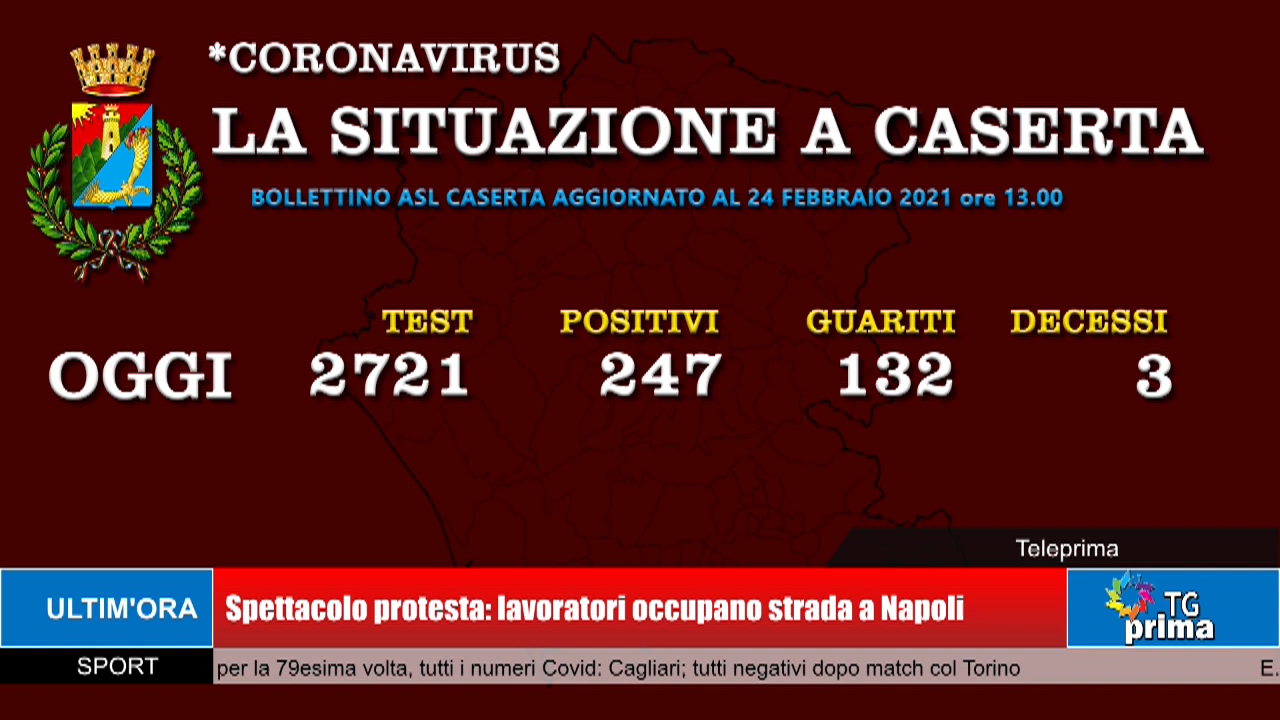 *CORONAVIRUS
LA SITUAZIONE A CASERTA
BOLLETTINO ASL CASERTA AGGIORNATO AL 24 FEBBRAIO 2021 ore 13.00
TEST POSITIVI GUARITI DECESSI
OGGI 2721 247 132 3
Teleprima
ULTIM'ORA Spettacolo protesta: lavoratori occupano strada a Napoli
TG
prima
SPORT per la 79esima volta, tutti i numeri Covid: Cagliari; tutti negativi dopo match col Torino E.